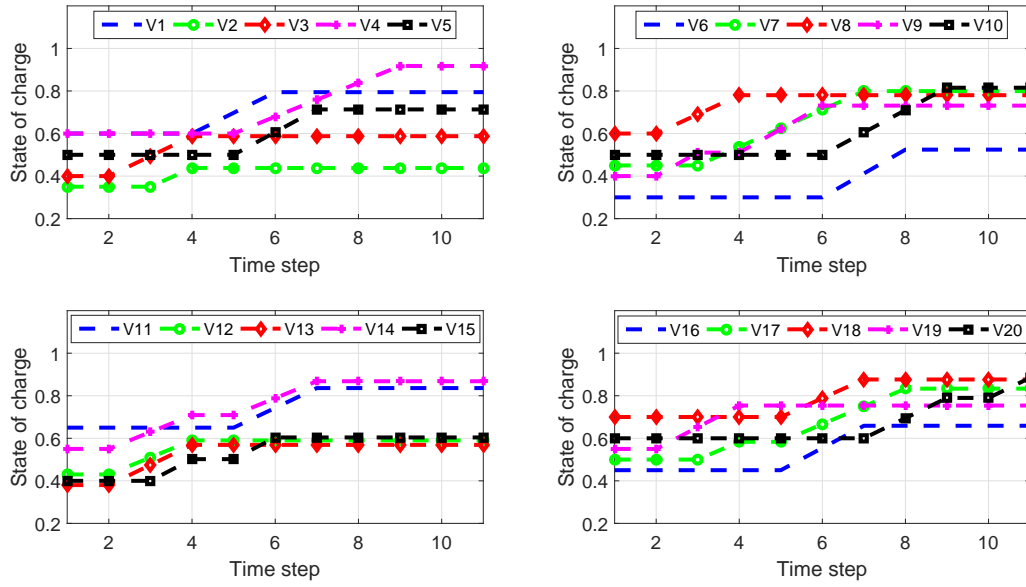 V1 V2 V3 V4 V5
1
0.8
0.6
0.4
0.2
State of charge
2 4 6 8 10
Time step
V6 V7 V8 V9 V10
1
0.8
0.6
0.4
0.2
State of charge
2 4 6 8 10
Time step
V11 V12 V13 V14 V15
1
0.8
0.6
0.4
0.2
State of charge
2 4 6 8 10
Time step
V16 V17 V18 V19 V20
1
0.8
0.6
0.4
0.2
State of charge
2 4 6 8 10
Time step